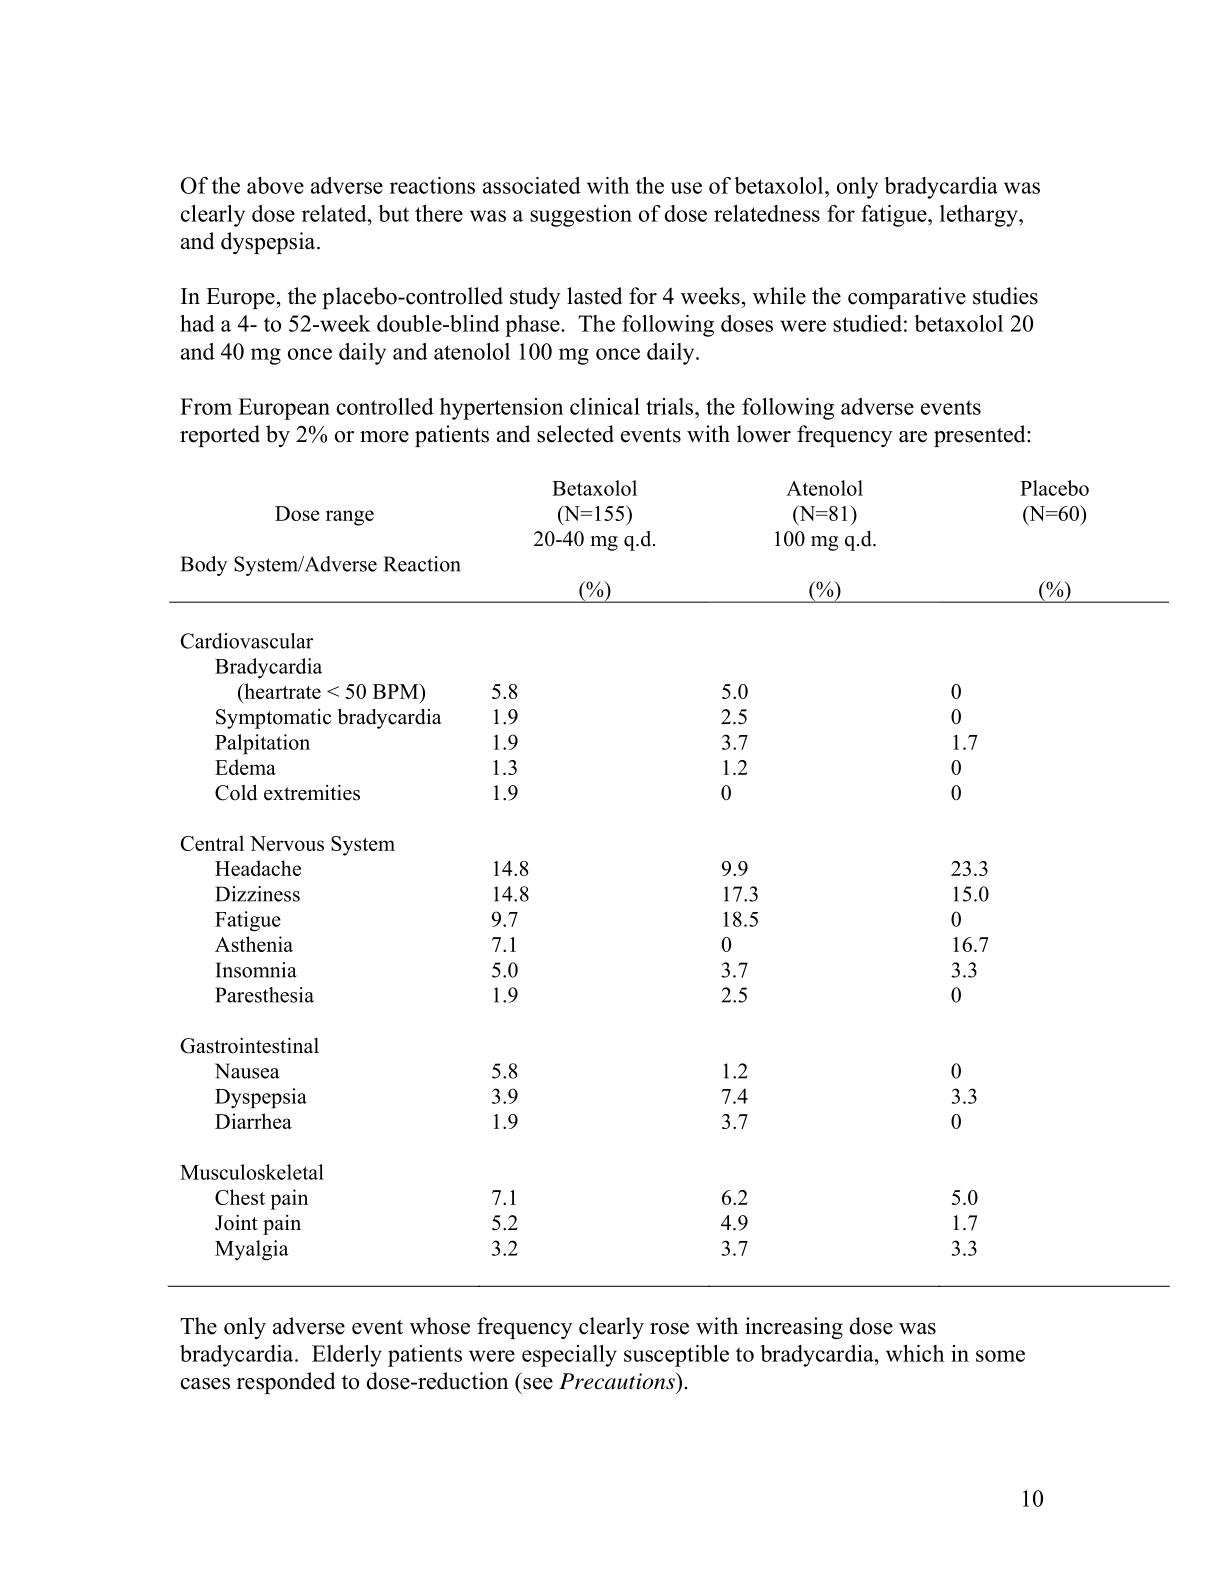 Of the above adverse reactions associated with the use of betaxolol, only bradycardia was
clearly dose related, but there was a suggestion of dose relatedness for fatigue, lethargy,
and dyspepsia.
In Europe, the placebo-controlled study lasted for 4 weeks, while the comparative studies
had a 4- to 52-week double-blind phase.  The following doses were studied: betaxolol 20
and 40 mg once daily and atenolol 100 mg once daily.
From European controlled hypertension clinical trials, the following adverse events
reported by 2% or more patients and selected events with lower frequency are presented:
Betaxolol Atenolol Placebo
Dose range (N=155) (N=81) (N=60)
20-40 mg q.d. 100 mg q.d.
Body System/Adverse Reaction
(%) (%) (%)
Cardiovascular
Bradycardia
(heartrate < 50 BPM) 5.8 5.0 0
Symptomatic bradycardia 1.9 2.5 0
Palpitation 1.9 3.7 1.7
Edema 1.3 1.2 0
Cold extremities 1.9 0 0
Central Nervous System
Headache 14.8 9.9 23.3
Dizziness 14.8 17.3 15.0
Fatigue 9.7 18.5 0
Asthenia 7.1 0 16.7
Insomnia 5.0 3.7 3.3
Paresthesia 1.9 2.5 0
Gastrointestinal
Nausea 5.8 1.2 0
Dyspepsia 3.9 7.4 3.3
Diarrhea 1.9 3.7 0
Musculoskeletal
Chest pain 7.1 6.2 5.0
Joint pain 5.2 4.9 1.7
Myalgia 3.2 3.7 3.3
The only adverse event whose frequency clearly rose with increasing dose was
bradycardia.  Elderly patients were especially susceptible to bradycardia, which in some
cases responded to dose-reduction (see Precautions).
10